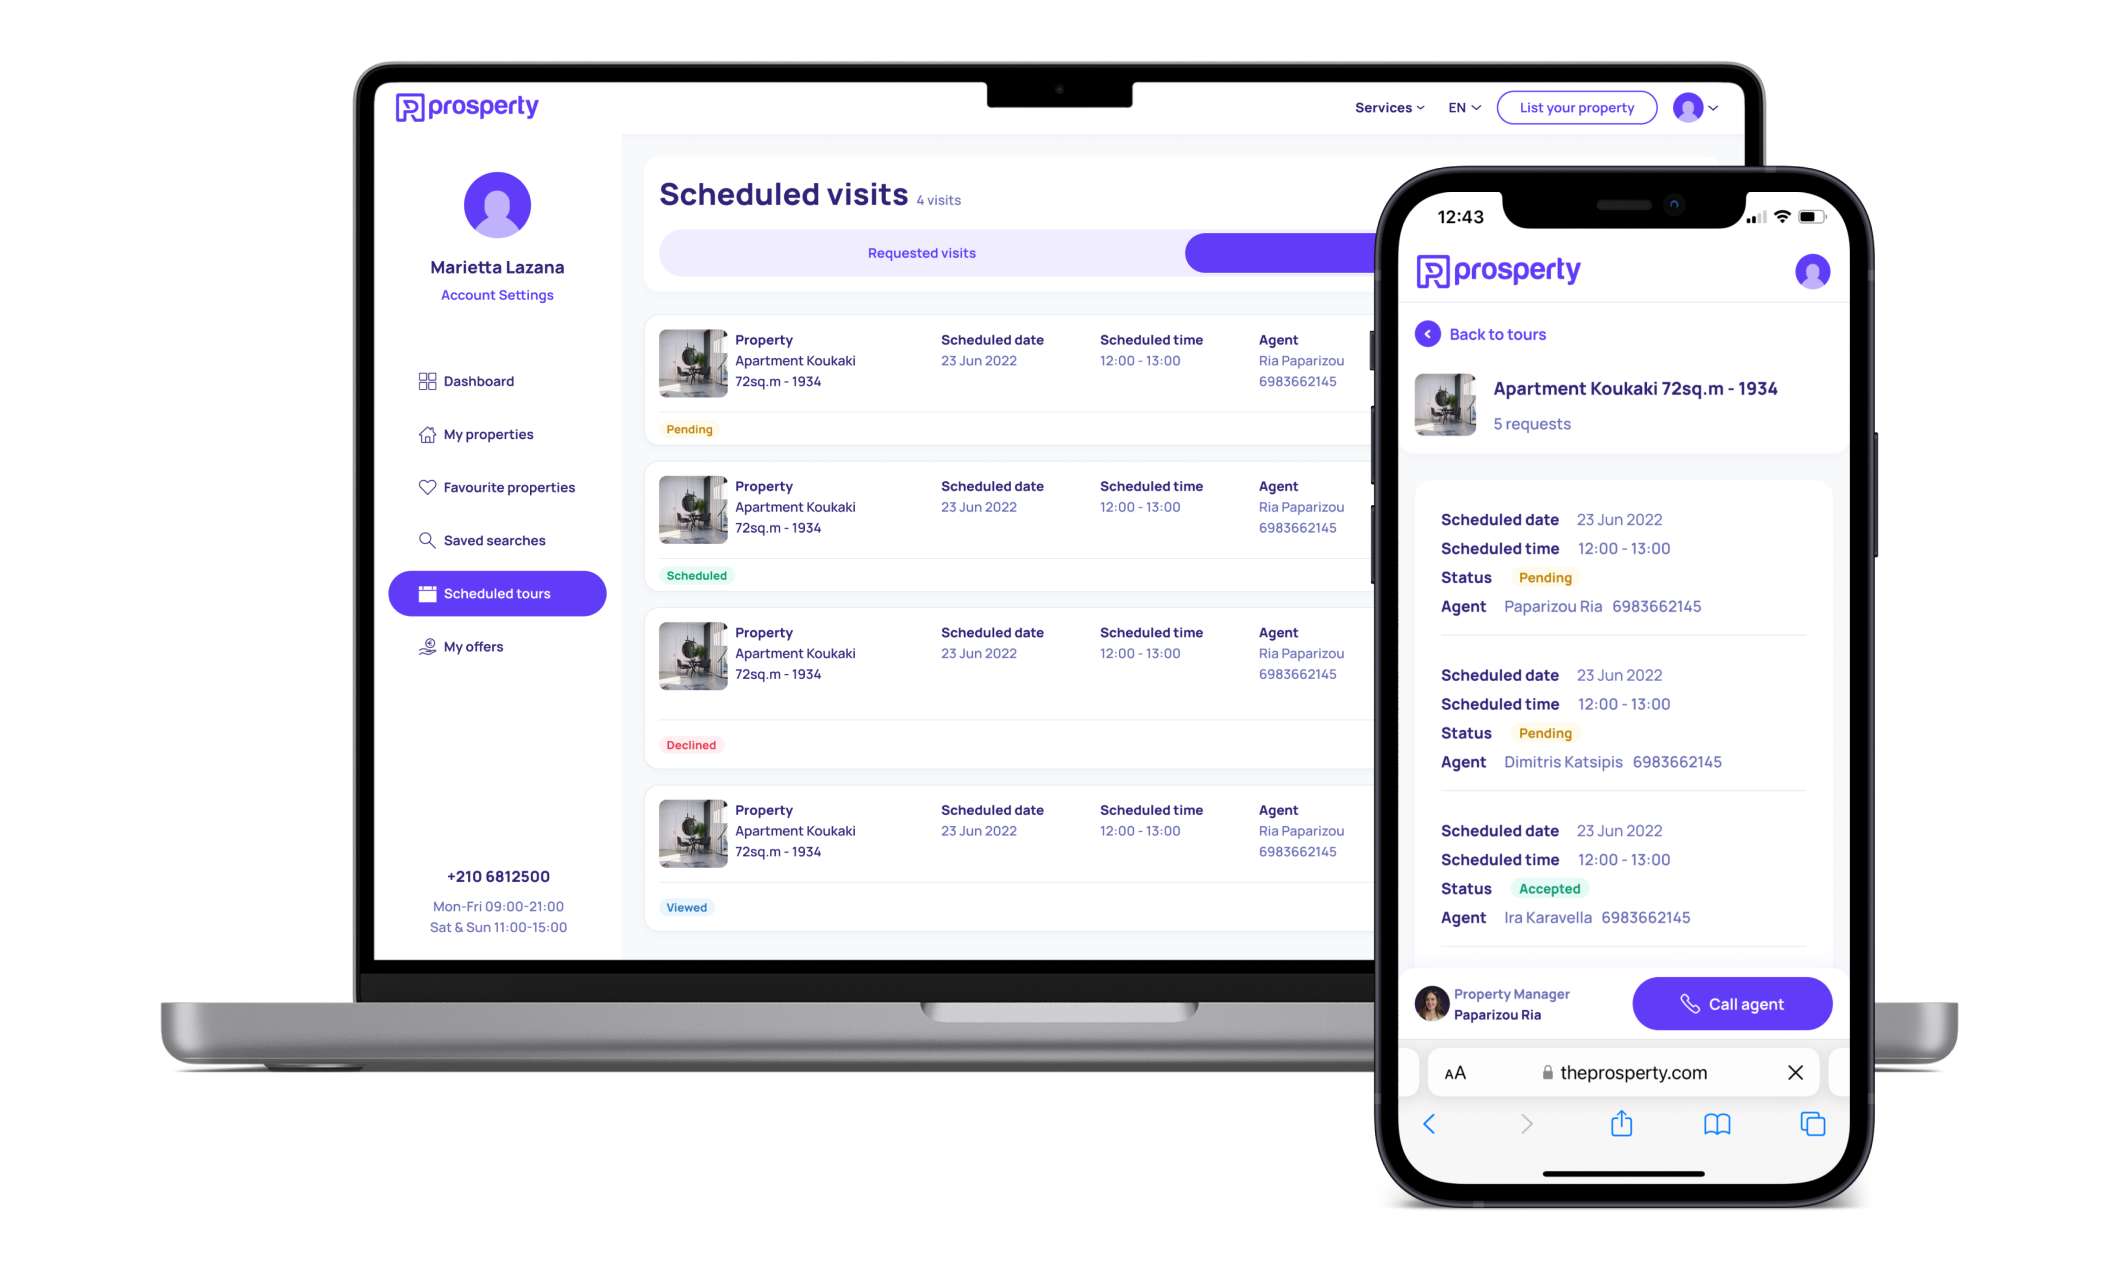 prosperty
Services
EN
List your property
Marietta Lazana
Account Settings
Dashboard
My properties
Favourite properties
Saved searches
Scheduled tours
My offers
+210 6812500
Mon-Fri 09:00-21:00
Sat & Sun 11:00-15:00
Scheduled visits 4 visits
Requested visits
Property Scheduled date Scheduled time Agent
Apartment Koukaki 23 Jun 2022 12:00 - 13:00 Ria Paparizou
72sq.m - 1934 6983662145
Pending
Property Scheduled date Scheduled time Agent
Apartment Koukaki 23 Jun 2022 12:00 - 13:00 Ria Paparizou
72sq.m - 1934 6983662145
Scheduled
Property Scheduled date Scheduled time Agent
Apartment Koukaki 23 Jun 2022 12:00 - 13:00 Ria Paparizou
72sq.m - 1934 6983662145
Declined
Property Scheduled date Scheduled time Agent
Apartment Koukaki 23 Jun 2022 12:00 - 13:00 Ria Paparizou
72sq.m - 1934 6983662145
Viewed
12:43
prosperty
Back to tours
Apartment Koukaki 72sq.m - 1934
5 requests
Scheduled date 23 Jun 2022
Scheduled time 12:00 - 13:00
Status Pending
Agent Paparizou Ria 6983662145
Scheduled date 23 Jun 2022
Scheduled time 12:00 - 13:00
Status Pending
Agent Dimitris Katsipis 6983662145
Scheduled date 23 Jun 2022
Scheduled time 12:00 - 13:00
Status Accepted
Agent Ira Karavella 6983662145
Property Manager
Paparizou Ria
Call agent
AA theprosperty.com